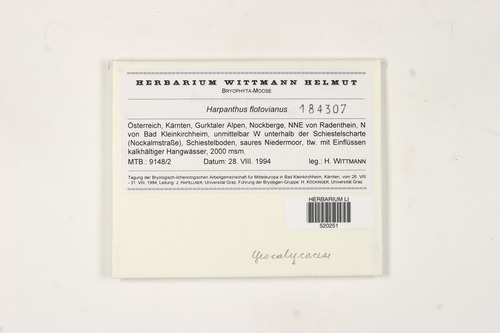 HERBARIUM WITTMANN HELMUT
BRYOPHYTA-MOOSE
Harpanthus flotovianus 184307
Österreich, Kärnten, Gurktaler Alpen, Nockberge, NNE von Radenthein, N
von Bad Kleinkirchheim, unmittelbar W unterhalb der Schiestelscharte
(Nockalmstraße), Schiestelboden, saures Niedermoor, tlw. mit Einflüssen
kalkhältiger Hangwässer, 2000 msm.
MTB.: 9148/2 Datum: 28. VIII. 1994 leg.: H. WITTMANN
Tagung der Bryologisch-lichenologischen Arbeitsgemeinschaft für Mitteleuropa in Bad Kleinkirchheim, Kärnten, vom 26. VIII
- 31. VIII. 1994; Leitung: J. HAFELLNER, Universität Graz; Führung der Bryologen-Gruppe: H. KÖCKINGER, Universität Graz
HERBARIUM LI
520251
Geocalycaceae